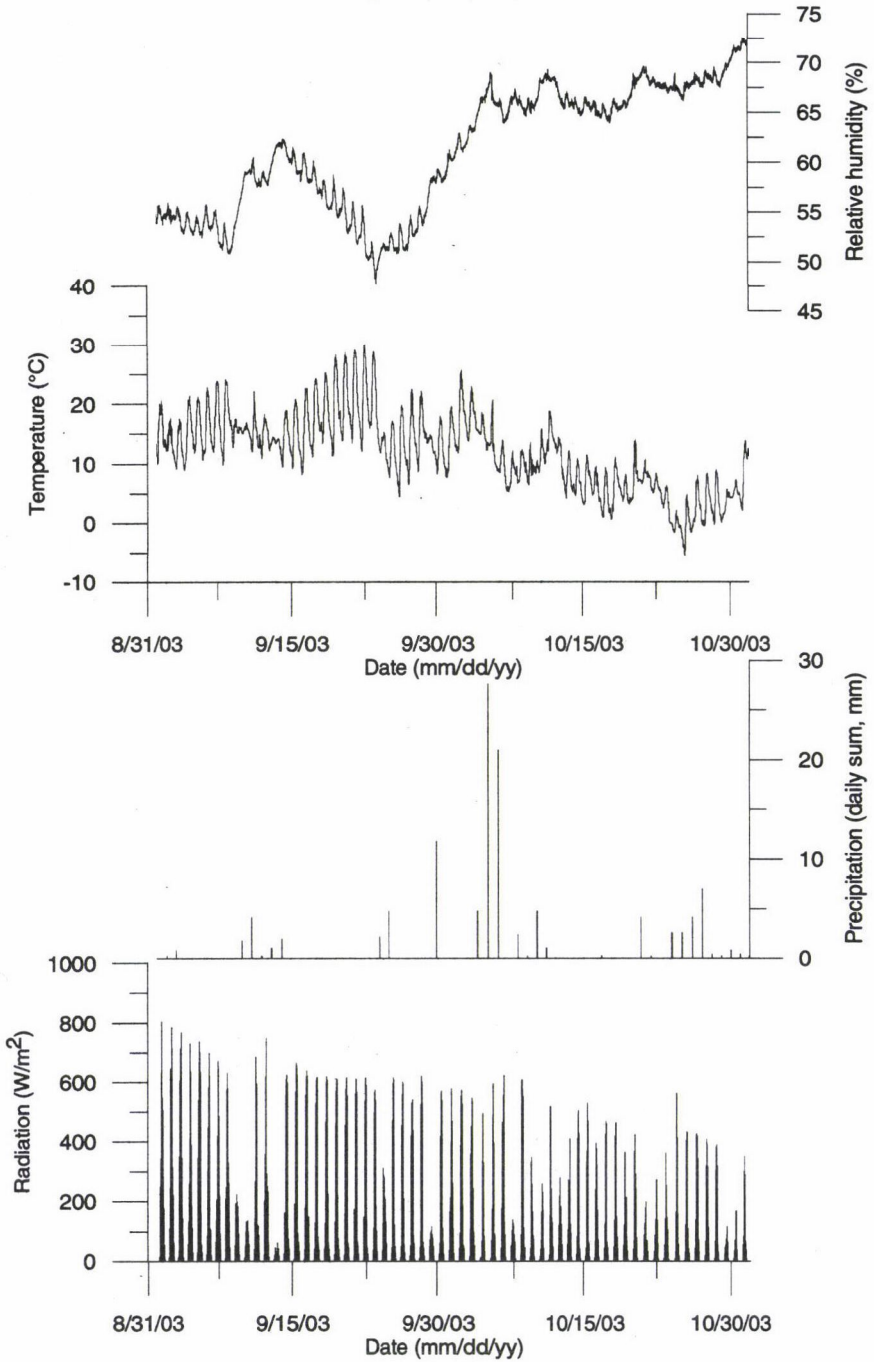 75
70
65
60
55
50
45
Relative humidity (%)
40
30
20
10
0
-10
Temperature (°C)
8/31/03 9/15/03 9/30/03 10/15/03 10/30/03
Date (mm/dd/yy)
30
20
10
0
Precipitation (daily sum, mm)
1000
800
600
400
200
0
Radiation (W/m²)
8/31/03 9/15/03 9/30/03 10/15/03 10/30/03
Date (mm/dd/yy)